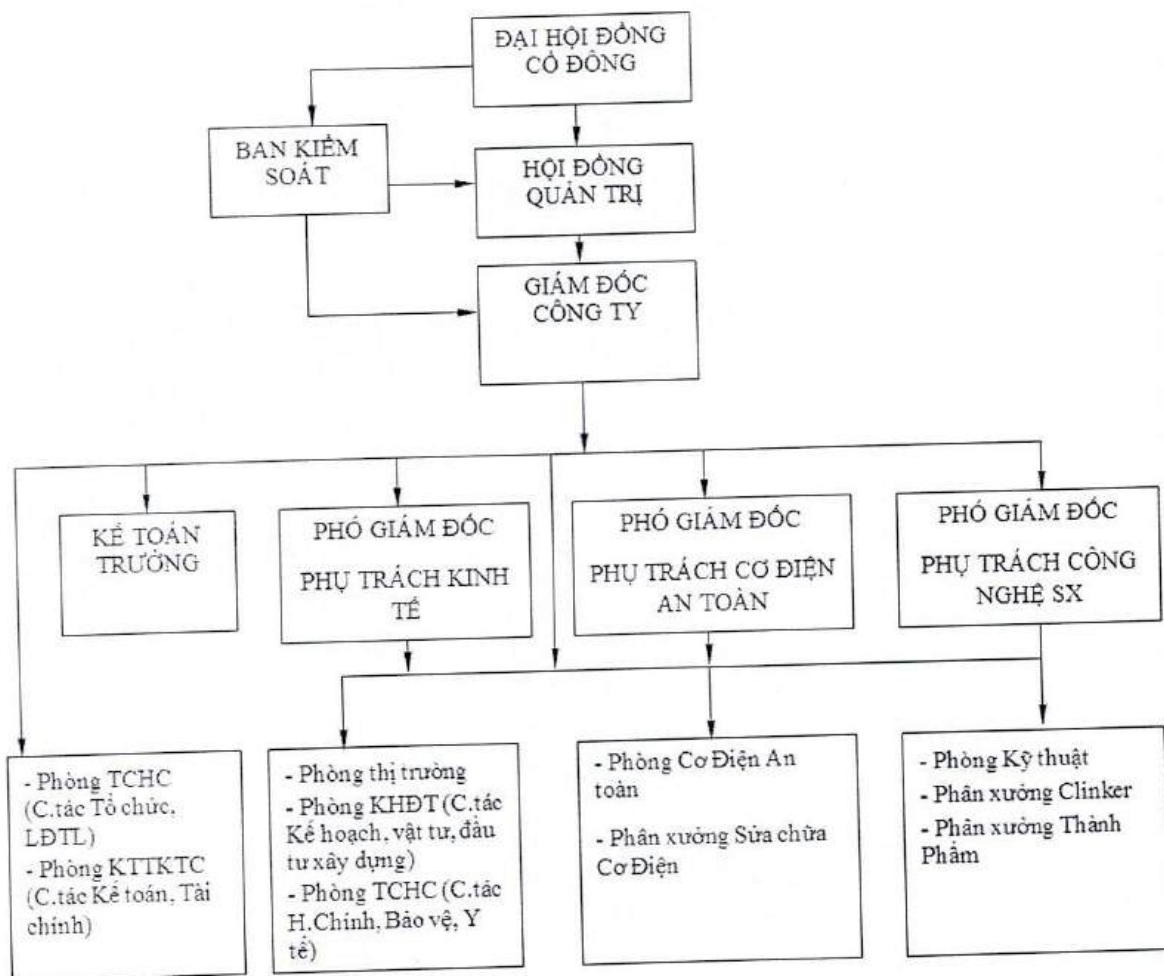 ĐẠI HỘI ĐỒNG
CỔ ĐÔNG
BAN KIỂM
SOÁT
HỘI ĐỒNG
QUẢN TRỊ
GIÁM ĐỐC
CÔNG TY
KẾ TOÁN
TRƯỞNG
PHÓ GIÁM ĐỐC
PHỤ TRÁCH KINH
TẾ
PHÓ GIÁM ĐỐC
PHỤ TRÁCH CƠ ĐIỆN
AN TOÀN
PHÓ GIÁM ĐỐC
PHỤ TRÁCH CÔNG
NGHỆ SX
- Phòng TCHC
(C.tác Tổ chức,
LĐTL)
- Phòng KTTKTC
(C.tác Kế toán, Tài
chính)
- Phòng thị trường
- Phòng KHĐT (C.tác
Kế hoạch, vật tư, đầu
tư xây dựng)
- Phòng TCHC (C.tác
H.Chính, Bảo vệ, Y
tế)
- Phòng Cơ Điện An
toàn
- Phân xưởng Sửa chữa
Cơ Điện
- Phòng Kỹ thuật
- Phân xưởng Clinker
- Phân xưởng Thành
Phẩm